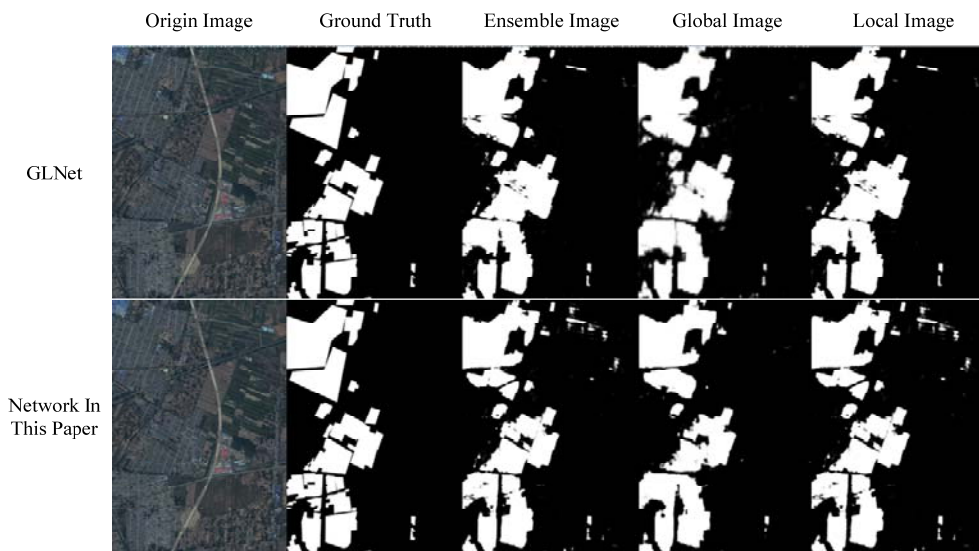 Origin Image
Ground Truth
Ensemble Image
Global Image
Local Image
GLNet
Network In
This Paper